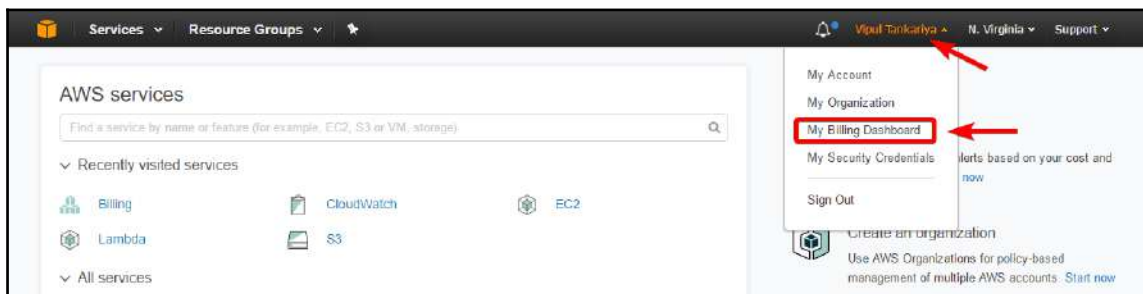 Services Resource Groups
Vipul Tankariya N. Virginia Support
AWS services
Find a service by name or feature (for example, EC2, S3 or VM, storage)
Recently visited services
Billing CloudWatch EC2
Lambda S3
All services
My Account
My Organization
My Billing Dashboard
My Security Credentials
Sign Out
alerts based on your cost and
now
Create an organization
Use AWS Organizations for policy-based
management of multiple AWS accounts. Start now